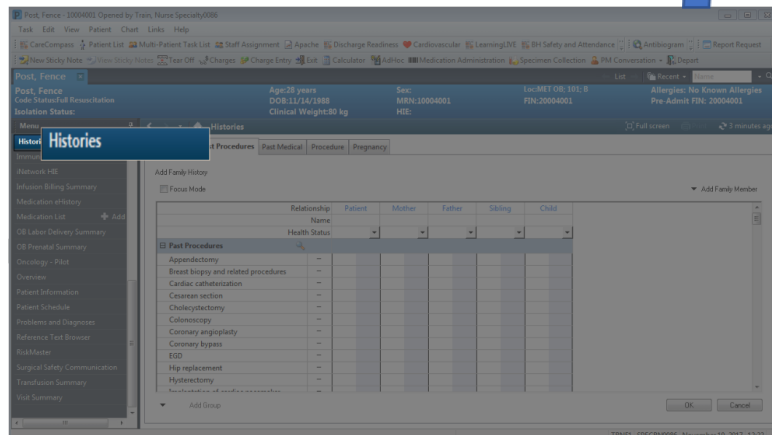 Post, Fence - 10004001 Opened by Train, Nurse Specialty0086
Task Edit View Patient Chart Links Help
CareCompass Patient List Multi-Patient Task List Staff Assignment Apache Discharge Readiness Cardiovascular LearningLIVE BH Safety and Attendance Antibiogram Report Request
New Sticky Note View Sticky Notes Tear Off Charges Charge Entry Exit Calculator AdHoc Medication Administration Specimen Collection PM Conversation Depart
Post, Fence List Recent Name
Post, Fence Age:28 years Sex: Loc:MET OB; 101; B Allergies: No Known Allergies
Code Status:Full Resuscitation DOB:11/14/1988 MRN:10004001 FIN:20004001 Pre-Admit FIN: 20004001
Isolation Status: Clinical Weight:80 kg HIE:
Menu Histories Full screen 3 minutes ago
Histories
Past Procedures Past Medical Procedure Pregnancy
iNetwork HIE
Infusion Billing Summary
Medication eHistory
Medication List Add
OB Labor Delivery Summary
OB Prenatal Summary
Oncology - Pilot
Overview
Patient Information
Patient Schedule
Problems and Diagnoses
Reference Text Browser
RiskMaster
Surgical Safety Communication
Transfusion Summary
Visit Summary
Add Family History
Focus Mode Add Family Member
Relationship Patient Mother Father Sibling Child
Name
Health Status
Past Procedures
Appendectomy --
Breast biopsy and related procedures --
Cardiac catheterization --
Cesarean section --
Cholecystectomy --
Colonoscopy --
Coronary angioplasty --
Coronary bypass --
EGD --
Hip replacement --
Hysterectomy --
Add Group OK Cancel